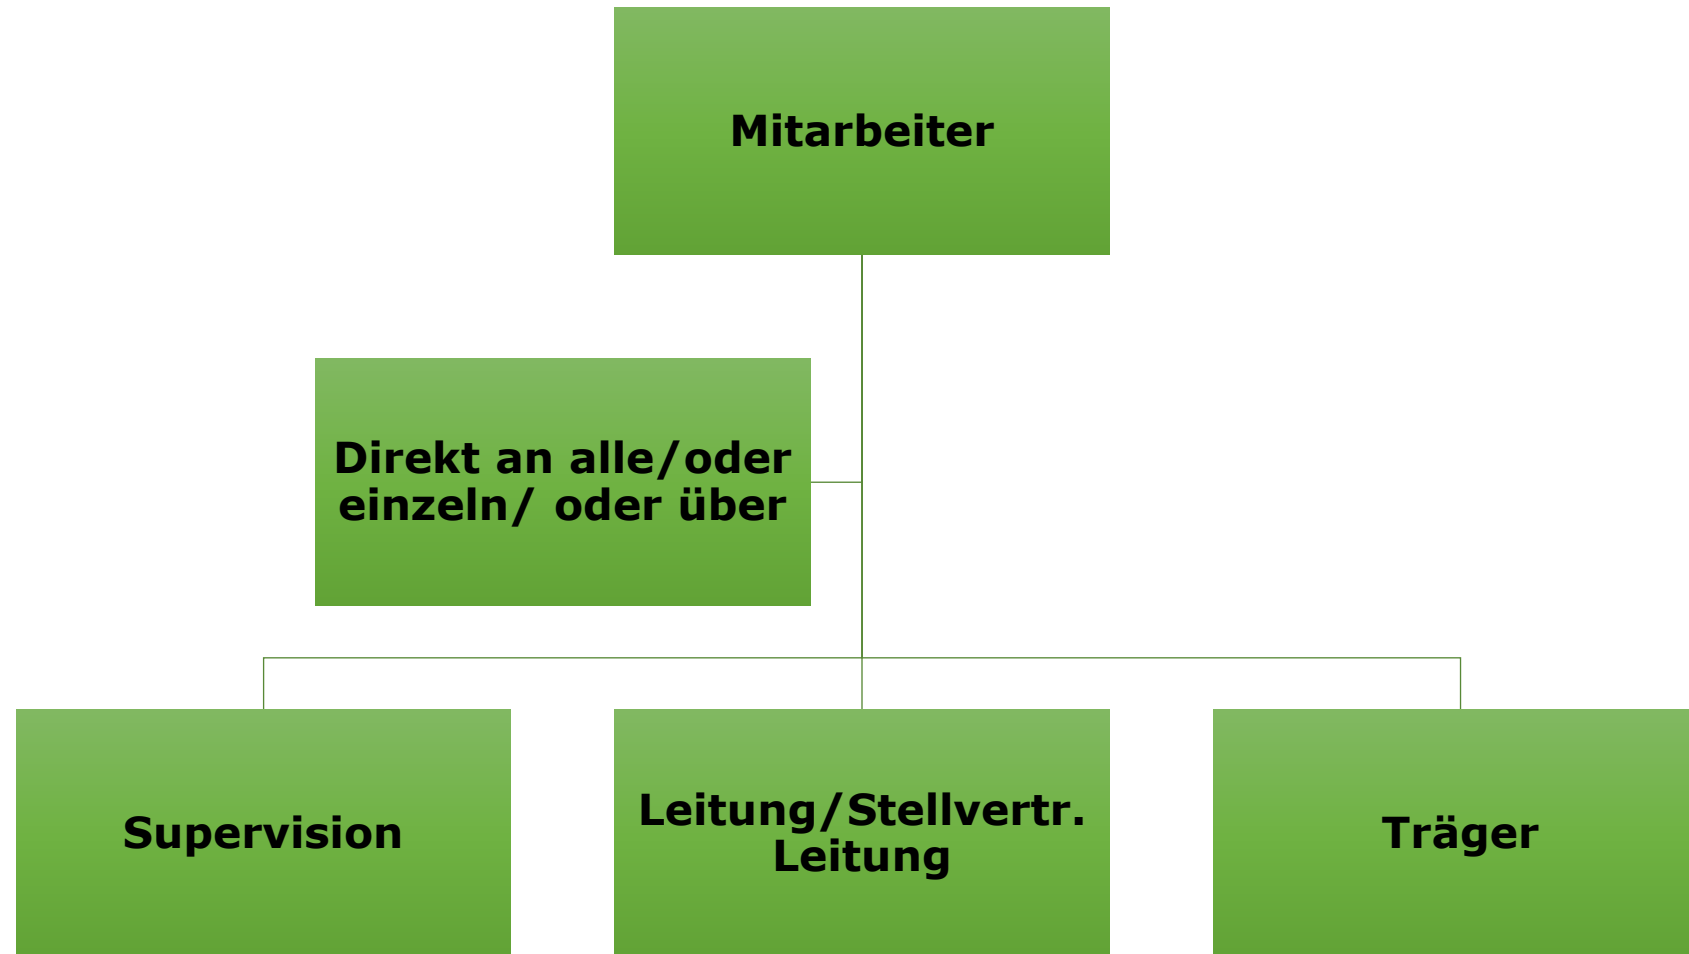 Mitarbeiter
Direkt an alle/oder
einzeln/ oder über
Supervision
Leitung/Stellvertr.
Leitung
Träger